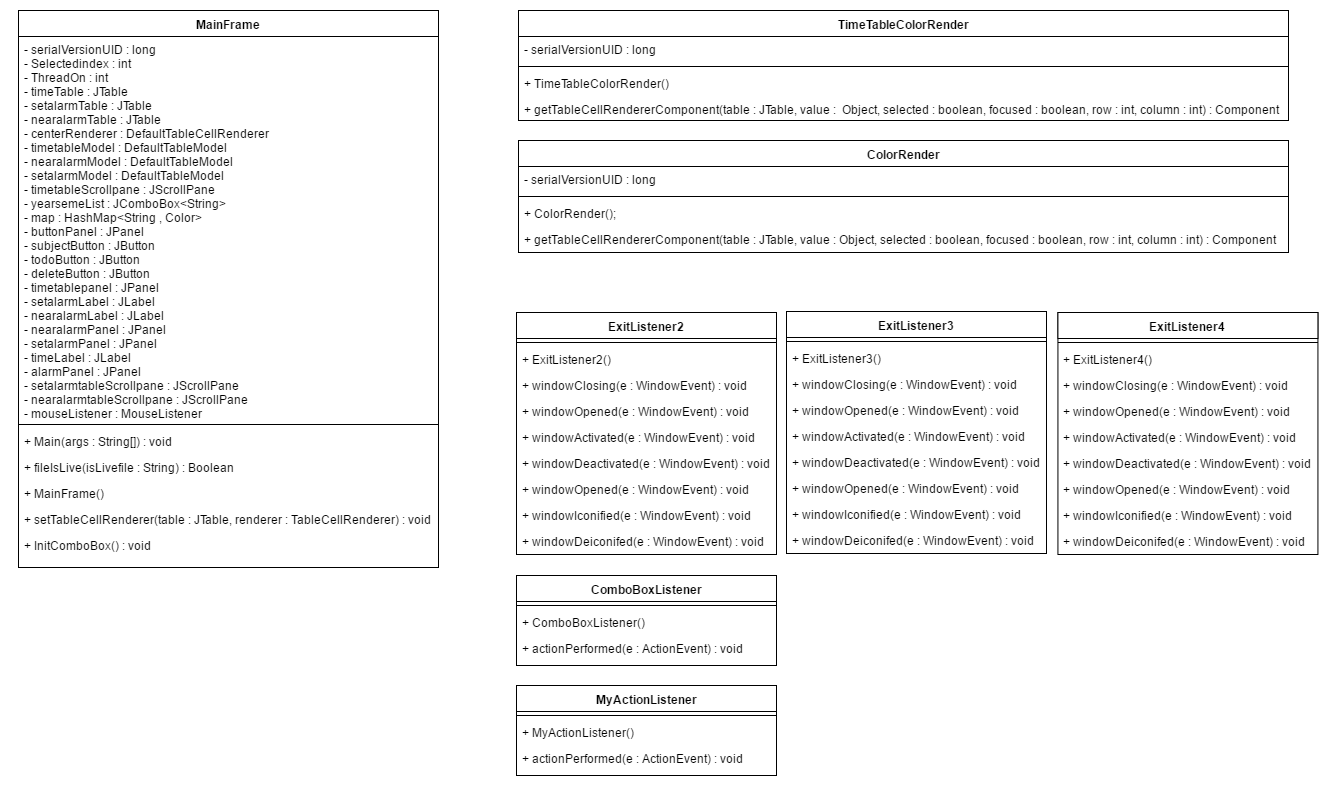 MainFrame
- serialVersionUID : long
- Selectedindex : int
- ThreadOn : int
- timeTable : JTable
- setalarmTable : JTable
- nearalarmTable : JTable
- centerRenderer : DefaultTableCellRenderer
- timetableModel : DefaultTableModel
- nearalarmModel : DefaultTableModel
- setalarmModel : DefaultTableModel
- timetableScrollpane : JScrollPane
- yearsemeList : JComboBox<String>
- map : HashMap<String , Color>
- buttonPanel : JPanel
- subjectButton : JButton
- todoButton : JButton
- deleteButton : JButton
- timetablepanel : JPanel
- setalarmLabel : JLabel
- nearalarmLabel : JLabel
- nearalarmPanel : JPanel
- setalarmPanel : JPanel
- timeLabel : JLabel
- alarmPanel : JPanel
- setalarmtableScrollpane : JScrollPane
- nearalarmtableScrollpane : JScrollPane
- mouseListener : MouseListener
+ Main(args : String[]) : void
+ fileIsLive(isLivefile : String) : Boolean
+ MainFrame()
+ setTableCellRenderer(table : JTable, renderer : TableCellRenderer) : void
+ InitComboBox() : void
TimeTableColorRender
- serialVersionUID : long
+ TimeTableColorRender()
+ getTableCellRendererComponent(table : JTable, value :  Object, selected : boolean, focused : boolean, row : int, column : int) : Component
ColorRender
- serialVersionUID : long
+ ColorRender();
+ getTableCellRendererComponent(table : JTable, value : Object, selected : boolean, focused : boolean, row : int, column : int) : Component
ExitListener2
+ ExitListener2()
+ windowClosing(e : WindowEvent) : void
+ windowOpened(e : WindowEvent) : void
+ windowActivated(e : WindowEvent) : void
+ windowDeactivated(e : WindowEvent) : void
+ windowOpened(e : WindowEvent) : void
+ windowIconified(e : WindowEvent) : void
+ windowDeiconifed(e : WindowEvent) : void
ExitListener3
+ ExitListener3()
+ windowClosing(e : WindowEvent) : void
+ windowOpened(e : WindowEvent) : void
+ windowActivated(e : WindowEvent) : void
+ windowDeactivated(e : WindowEvent) : void
+ windowOpened(e : WindowEvent) : void
+ windowIconified(e : WindowEvent) : void
+ windowDeiconifed(e : WindowEvent) : void
ExitListener4
+ ExitListener4()
+ windowClosing(e : WindowEvent) : void
+ windowOpened(e : WindowEvent) : void
+ windowActivated(e : WindowEvent) : void
+ windowDeactivated(e : WindowEvent) : void
+ windowOpened(e : WindowEvent) : void
+ windowIconified(e : WindowEvent) : void
+ windowDeiconifed(e : WindowEvent) : void
ComboBoxListener
+ ComboBoxListener()
+ actionPerformed(e : ActionEvent) : void
MyActionListener
+ MyActionListener()
+ actionPerformed(e : ActionEvent) : void